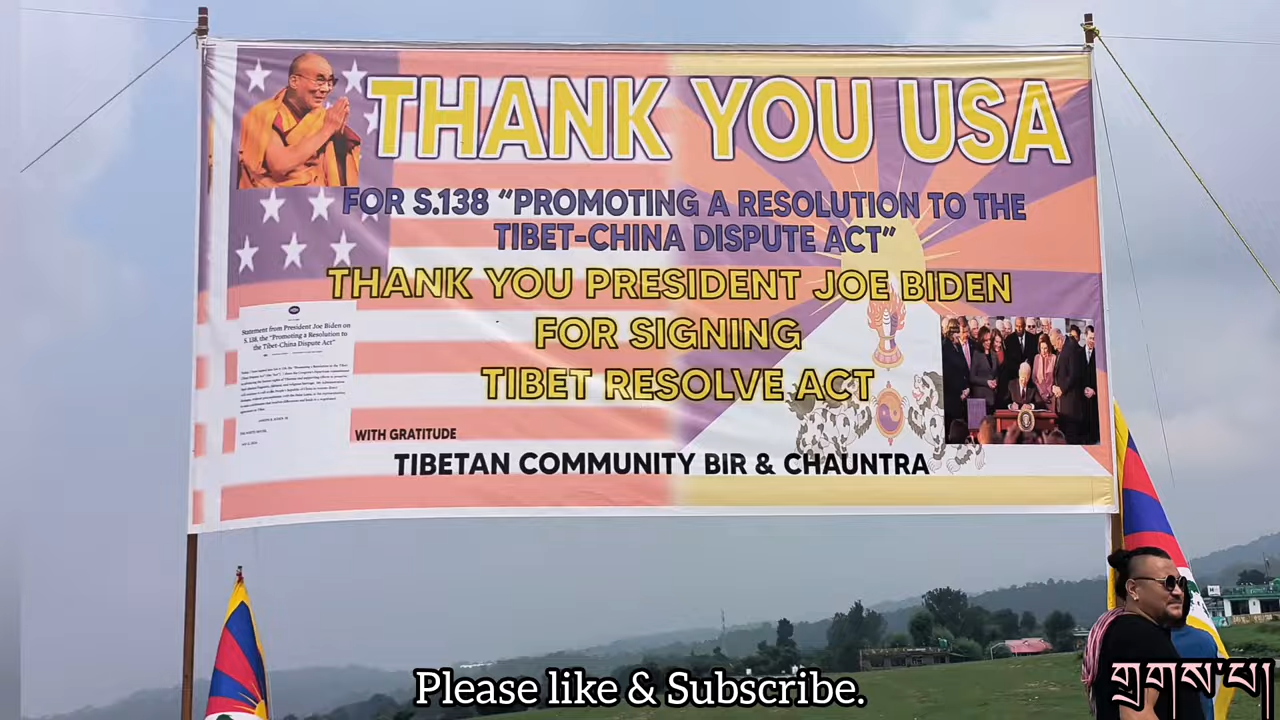 THANK YOU USA
FOR S.138 “PROMOTING A RESOLUTION TO THE
TIBET-CHINA DISPUTE ACT”
THANK YOU PRESIDENT JOE BIDEN
FOR SIGNING
TIBET RESOLVE ACT
Statement from President Joe Biden on
S. 138, the “Promoting a Resolution to
the Tibet-China Dispute Act”
WITH GRATITUDE
TIBETAN COMMUNITY BIR & CHAUNTRA
Please like & Subscribe.
གྲགས་པ།